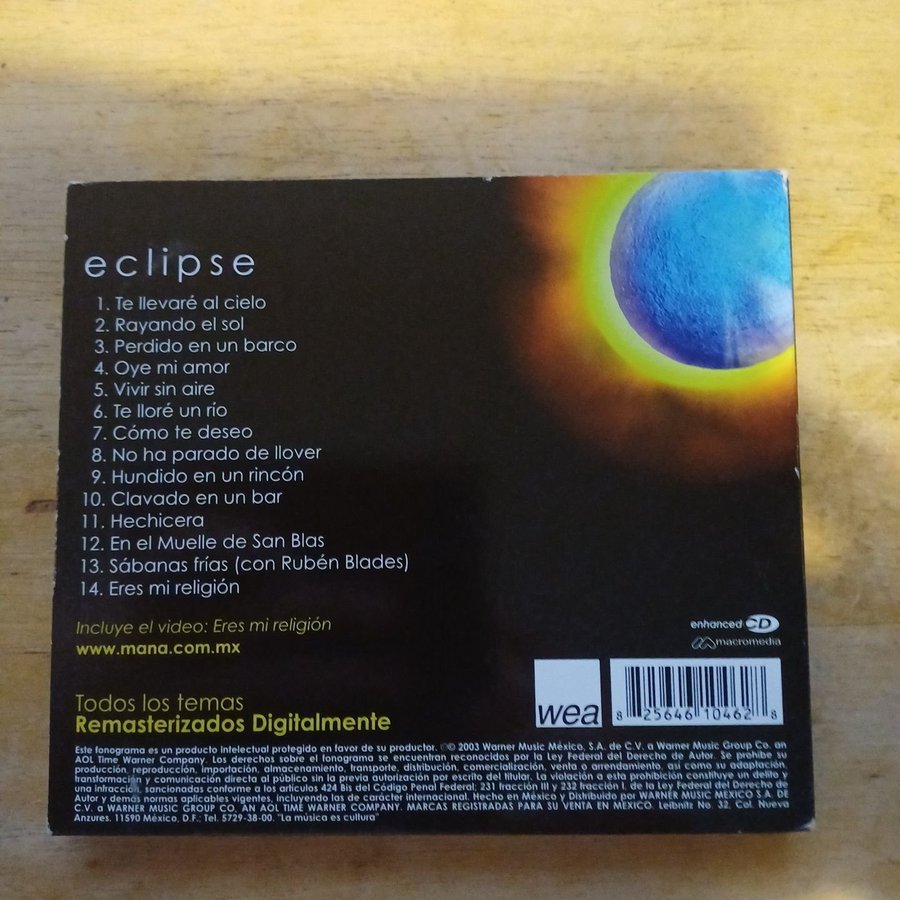 eclipse
1. Te llevaré al cielo
2. Rayando el sol
3. Perdido en un barco
4. Oye mi amor
5. Vivir sin aire
6. Te lloré un río
7. Cómo te deseo
8. No ha parado de llover
9. Hundido en un rincón
10. Clavado en un bar
11. Hechicera
12. En el Muelle de San Blas
13. Sábanas frías (con Rubén Blades)
14. Eres mi religión
Incluye el video: Eres mi religión
www.mana.com.mx
enhanced CD
macromedia
Todos los temas
Remasterizados Digitalmente
wea
8 25646 10462 8
Este fonograma es un producto intelectual protegido en favor de su productor. ℗© 2003 Warner Music México, S.A. de C.V. a Warner Music Group Co. an
AOL Time Warner Company. Los derechos sobre el fonograma se encuentran reconocidos por la Ley Federal del Derecho de Autor. Se prohibe su
producción, reproducción, importación, almacenamiento, transporte, distribución, comercialización, venta o arrendamiento, así como su adaptación,
transformación y comunicación directa al público sin la previa autorización por escrito del titular. La violación a esta prohibición constituye un delito y
una infracción, sancionadas conforme a los artículos 424 Bis del Código Penal Federal; 231 fracción III y 232 fracción I, de la Ley Federal del Derecho de
Autor y demás normas aplicables vigentes, incluyendo las de carácter internacional. Hecho en México y Distribuido por WARNER MUSIC MEXICO S.A. DE
C.V. a WARNER MUSIC GROUP CO, AN AOL TIME WARNER COMPANY. MARCAS REGISTRADAS PARA SU VENTA EN MEXICO. Leibnitz No. 32, Col. Nueva
Anzures. 11590 México, D.F.; Tel. 5729-38-00. "La música es cultura"